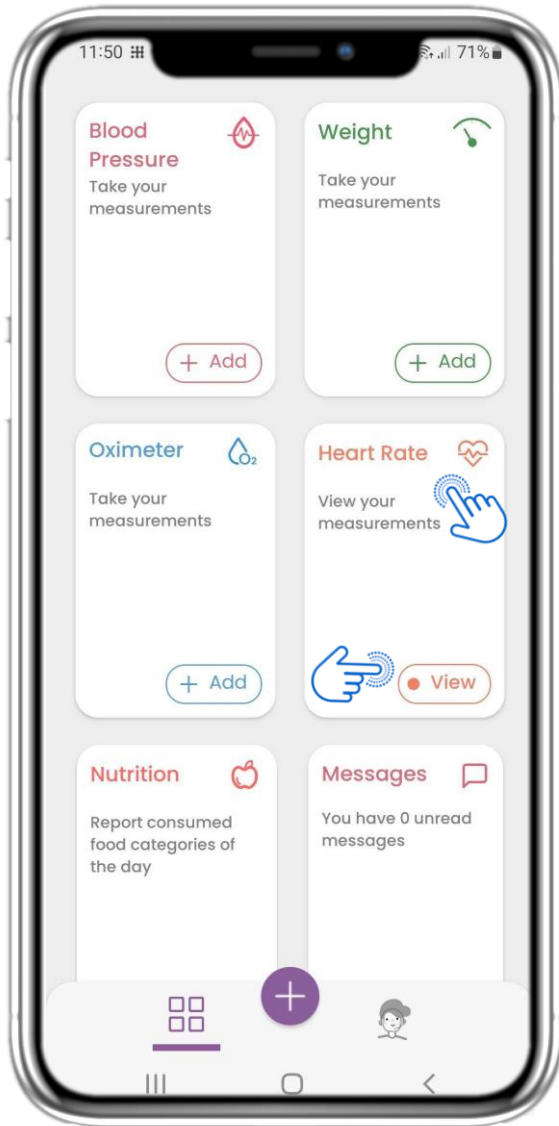 11:50
71%
Blood
Pressure
Take your
measurements
+ Add
Weight
Take your
measurements
+ Add
Oximeter
O2
Take your
measurements
+ Add
Heart Rate
View your
measurements
View
Nutrition
Report consumed
food categories of
the day
Messages
You have 0 unread
messages